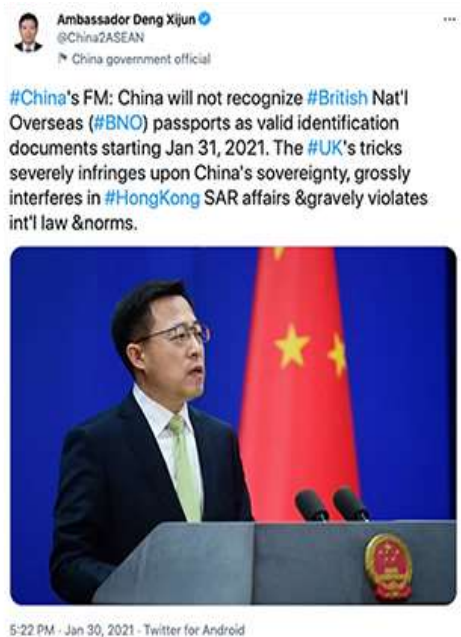 Ambassador Deng Xijun
@China2ASEAN
China government official
#China's FM: China will not recognize #British Nat'l
Overseas (#BNO) passports as valid identification
documents starting Jan 31, 2021. The #UK's tricks
severely infringes upon China's sovereignty, grossly
interferes in #HongKong SAR affairs &gravely violates
int'l law &norms.
5:22 PM · Jan 30, 2021 · Twitter for Android